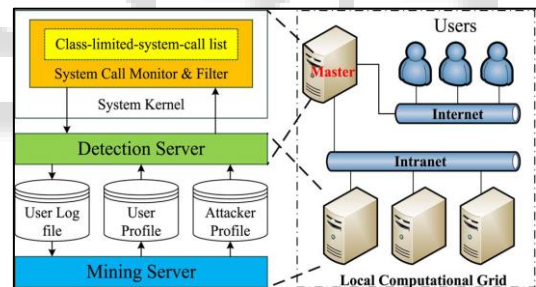 Class-limited-system-call list
System Call Monitor & Filter
System Kernel
Detection Server
User Log
file
User
Profile
Attacker
Profile
Mining Server
Users
Master
Internet
Intranet
Local Computational Grid